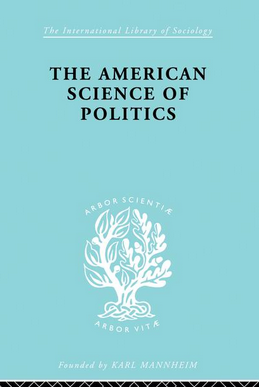 The International Library of Sociology
THE AMERICAN
SCIENCE OF
POLITICS
ARBOR SCIENTIÆ
ARBOR VITÆ
Founded by KARL MANNHEIM